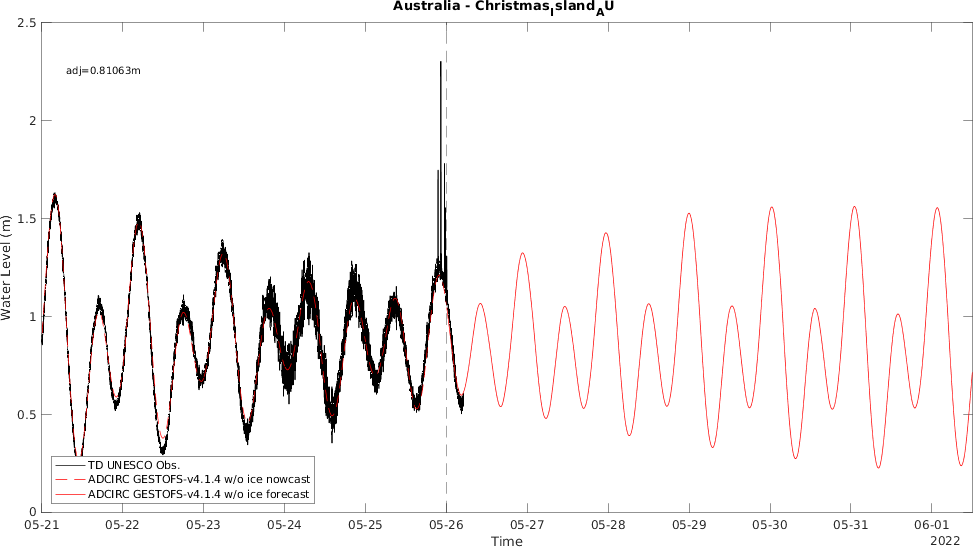 Australia - Christmas_Island_AU
2.5
adj=0.81063m
2
1.5
Water Level (m)
1
0.5
TD UNESCO Obs.
ADCIRC GESTOFS-v4.1.4 w/o ice nowcast
ADCIRC GESTOFS-v4.1.4 w/o ice forecast
0
05-21 05-22 05-23 05-24 05-25 05-26 05-27 05-28 05-29 05-30 05-31 06-01
Time 2022